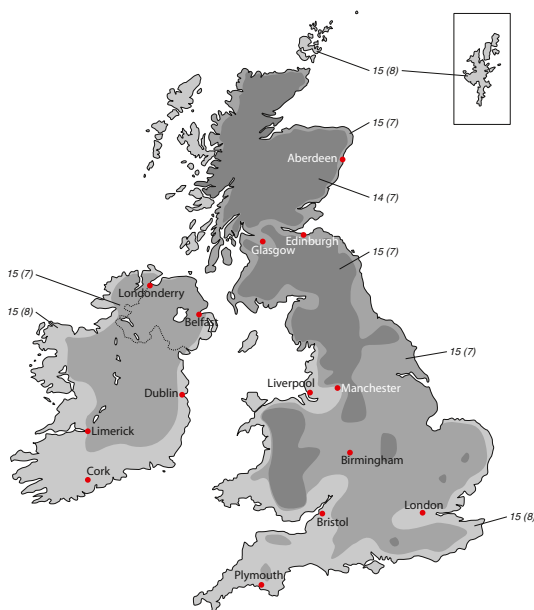 15 (8)
15 (7)
Aberdeen
14 (7)
Edinburgh
Glasgow
15 (7)
15 (7)
Londonderry
15 (8)
Belfast
15 (7)
Liverpool
Manchester
Dublin
Limerick
Birmingham
Cork
London
Bristol
15 (8)
Plymouth